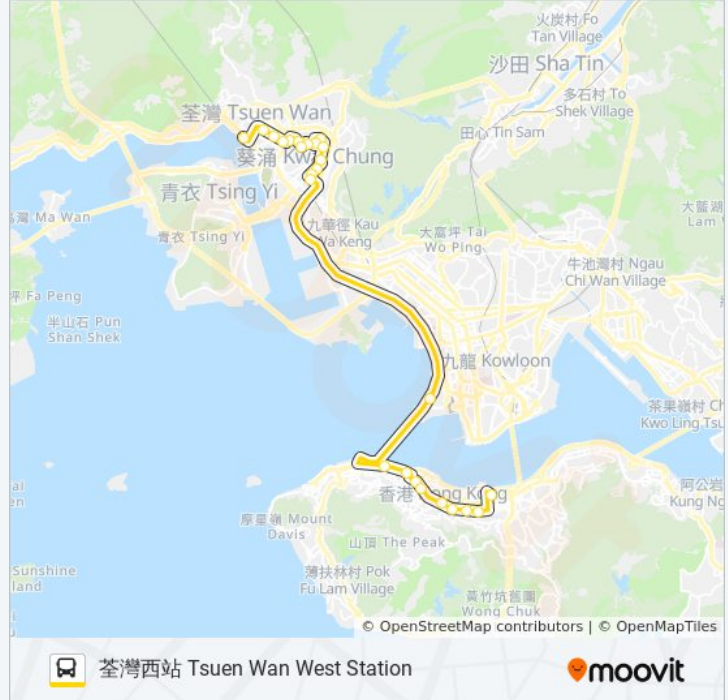 火炭村 Fo
Tan Village
沙田 Sha Tin
多石村 To
Shek Village
荃灣 Tsuen Wan
田心 Tin Sam
葵涌 Kwai Chung
青衣 Tsing Yi
大藍湖
Lam
灣 Ma Wan
九華徑 Kau
Wa Keng
大窩坪 Tai
Wo Ping
青衣 Tsing Yi
牛池灣村 Ngau
Chi Wan Village
坪 Fa Peng
半山石 Pun
Shan Shek
九龍 Kowloon
茶果嶺村 Ch
Kwo Ling Tsu
香港 Hong Kong
阿公岩
Kung Ng
摩星嶺 Mount
Davis
山頂 The Peak
Sunshine
land
薄扶林村 Pok
Fu Lam Village
黃竹坑舊圍
Wong Chuk
© OpenStreetMap contributors | © OpenMapTiles
荃灣西站 Tsuen Wan West Station
moovit